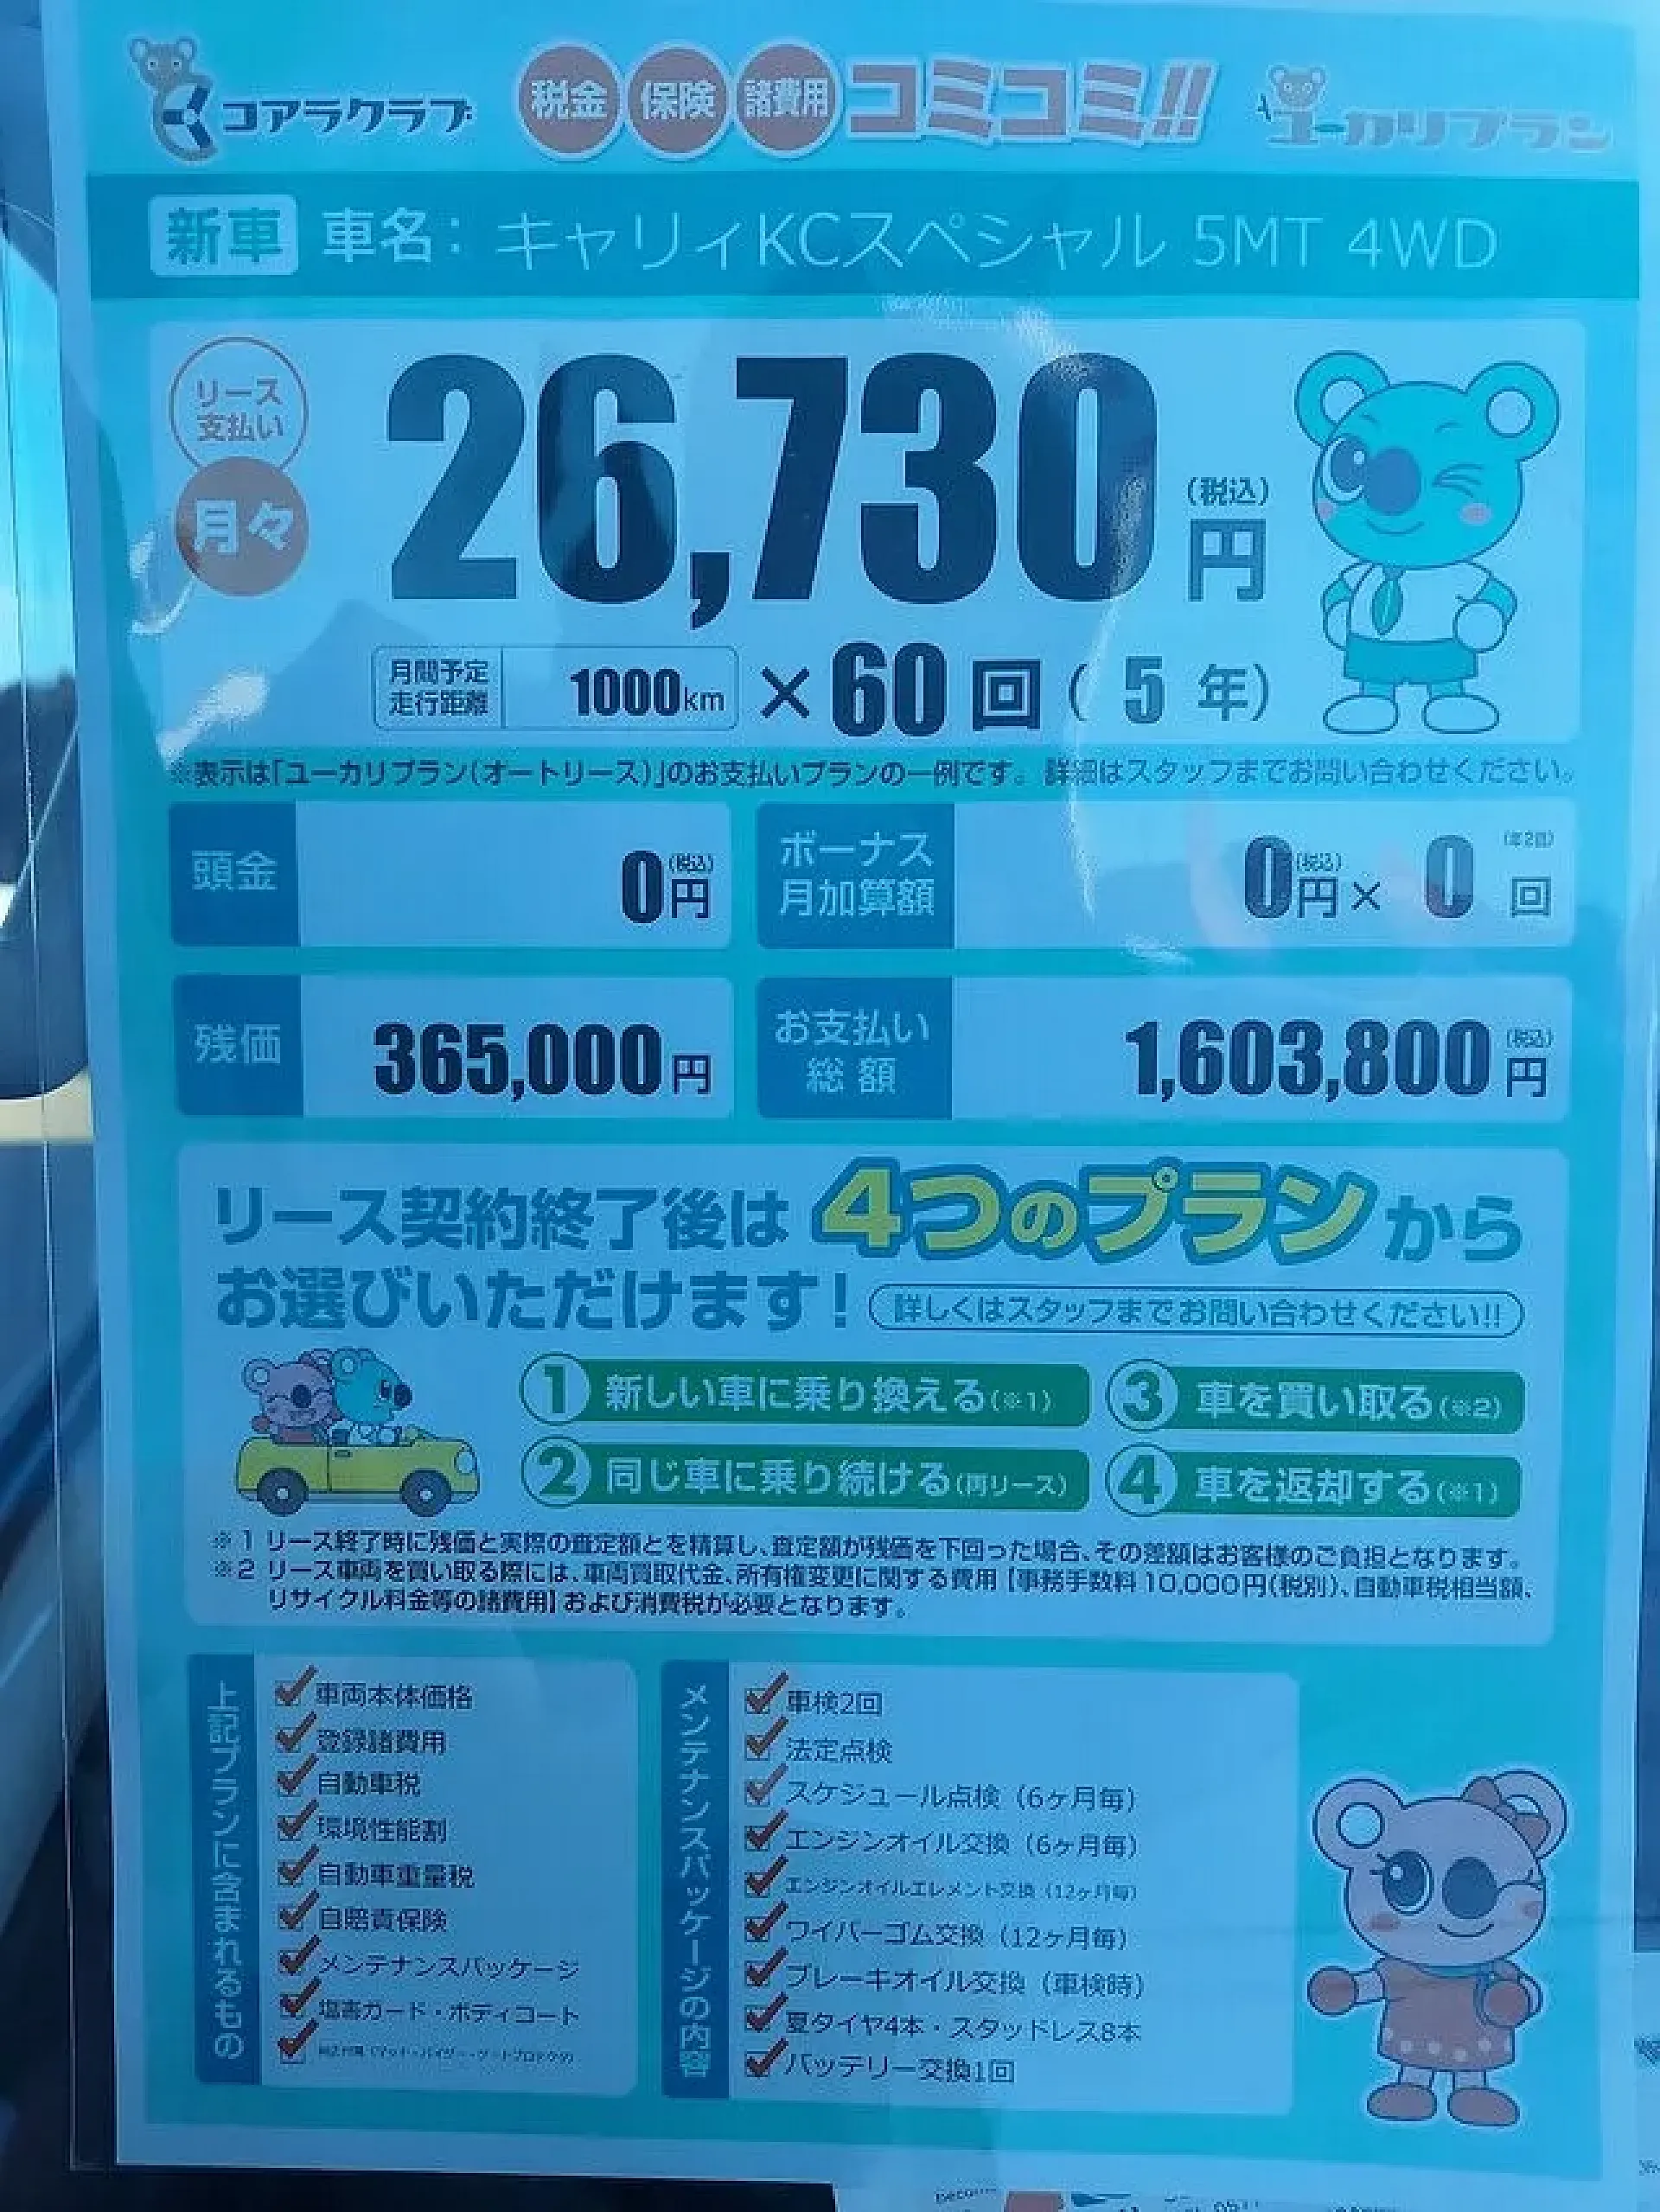 コアラクラブ 税金 保険 諸費用 コミコミ!! ユーカリプラン
新車 車名: キャリィKCスペシャル 5MT 4WD
リース支払い
月々
26,730円(税込)
月間予定走行距離 1000km ×60回(5年)
※表示は「ユーカリプラン(オートリース)」のお支払いプランの一例です。詳細はスタッフまでお問い合わせください。
頭金 0円(税込)
ボーナス月加算額 0円(税込)× 0回(年2回)
残価 365,000円
お支払い総額 1,603,800円(税込)
リース契約終了後は4つのプランから
お選びいただけます! 詳しくはスタッフまでお問い合わせください!!
① 新しい車に乗り換える(※1)
② 同じ車に乗り続ける(再リース)
③ 車を買い取る(※2)
④ 車を返却する(※1)
※1 リース終了時に残価と実際の査定額とを精算し、査定額が残価を下回った場合、その差額はお客様のご負担となります。
※2 リース車両を買い取る際には、車両買取代金、所有権変更に関する費用【事務手数料10,000円(税別)、自動車税相当額、
リサイクル料金等の諸費用】および消費税が必要となります。
上記プランに含まれるもの
車両本体価格
登録諸費用
自動車税
環境性能割
自動車重量税
自賠責保険
メンテナンスパッケージ
塩害ガード・ボディコート
メンテナンスパッケージの内容
車検2回
法定点検
スケジュール点検(6ヶ月毎)
エンジンオイル交換(6ヶ月毎)
エンジンオイルエレメント交換(12ヶ月毎)
ワイパーゴム交換(12ヶ月毎)
ブレーキオイル交換(車検時)
夏タイヤ4本・スタッドレス8本
バッテリー交換1回